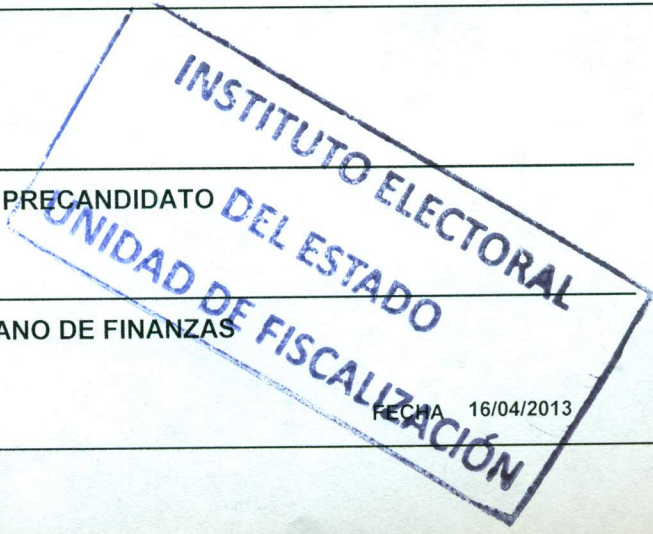 INSTITUTO ELECTORAL
DEL ESTADO
UNIDAD DE FISCALIZACIÓN
PRECANDIDATO
ANO DE FINANZAS
FECHA 16/04/2013